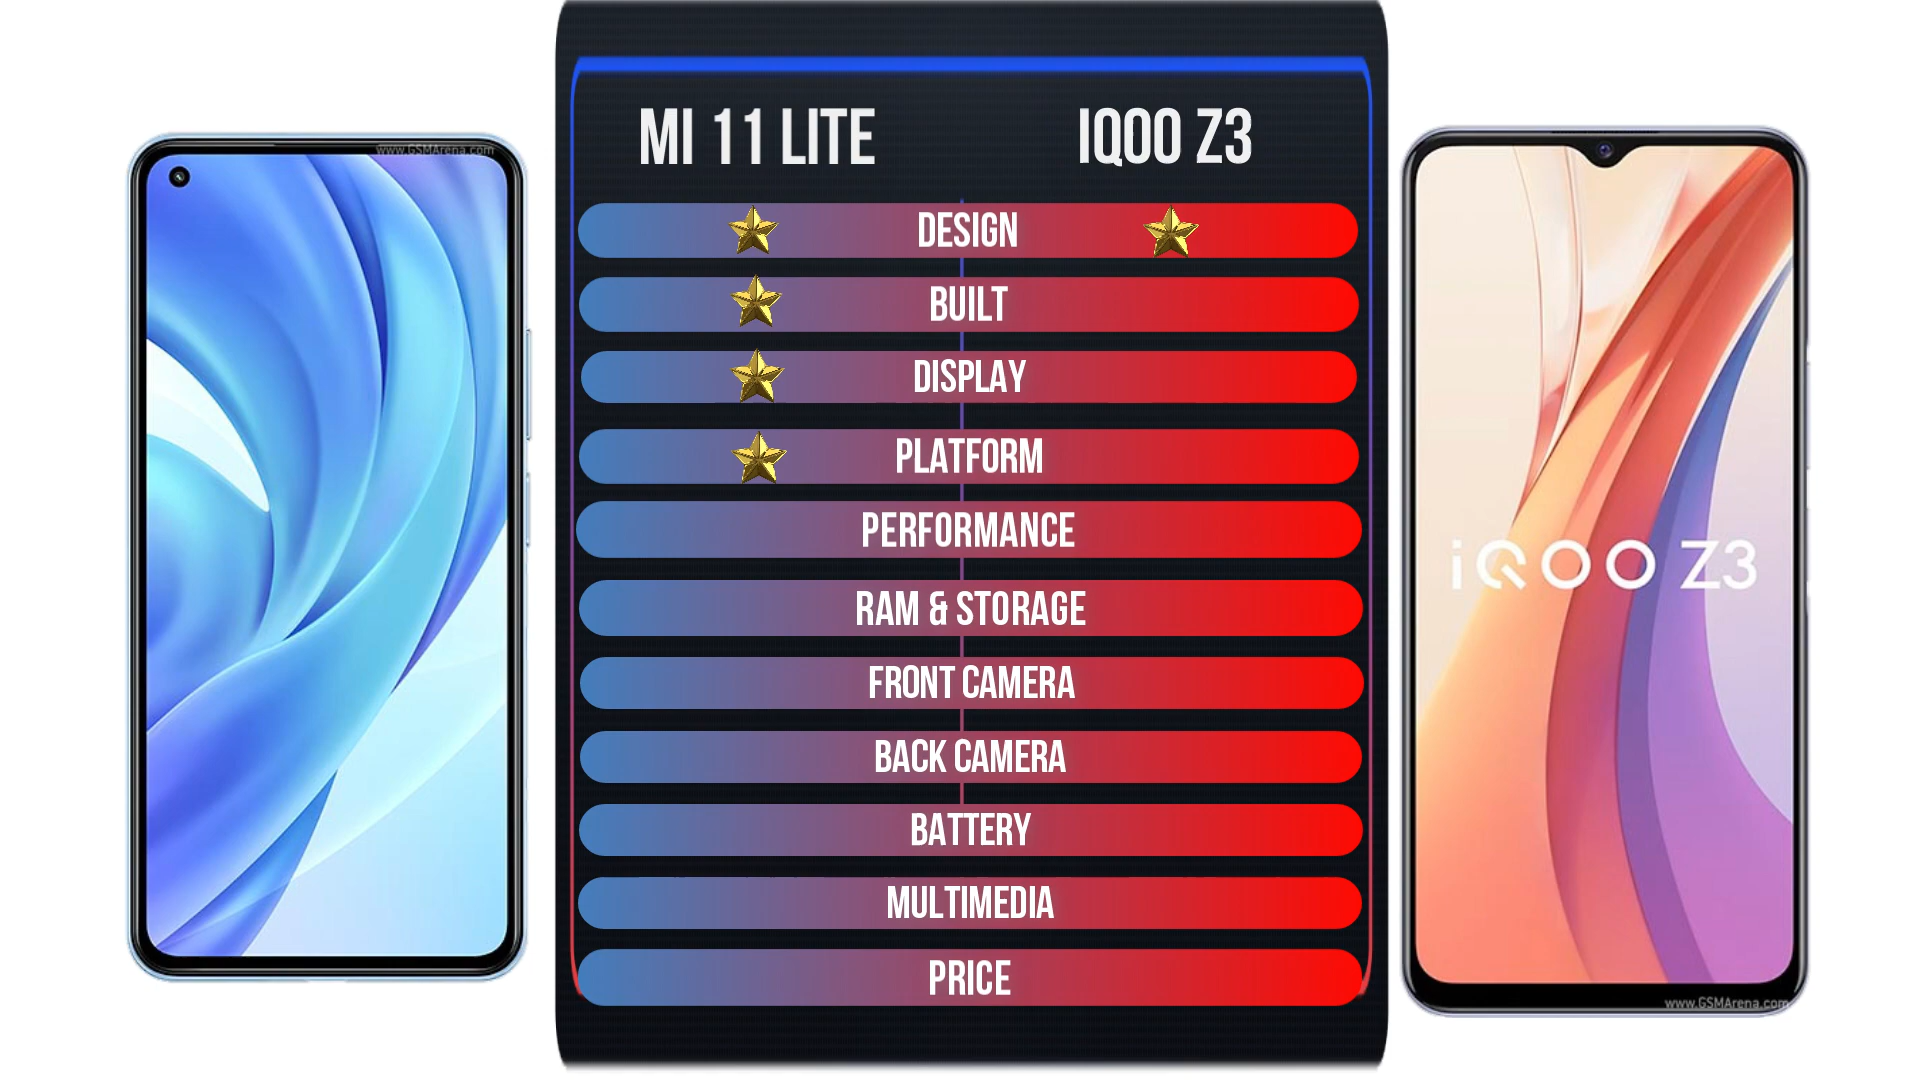 MI 11 LITE
IQOO Z3
www.GSMArena.com
DESIGN
BUILT
DISPLAY
PLATFORM
PERFORMANCE
iQOO Z3
RAM & STORAGE
FRONT CAMERA
BACK CAMERA
BATTERY
MULTIMEDIA
PRICE
www.GSMArena.com